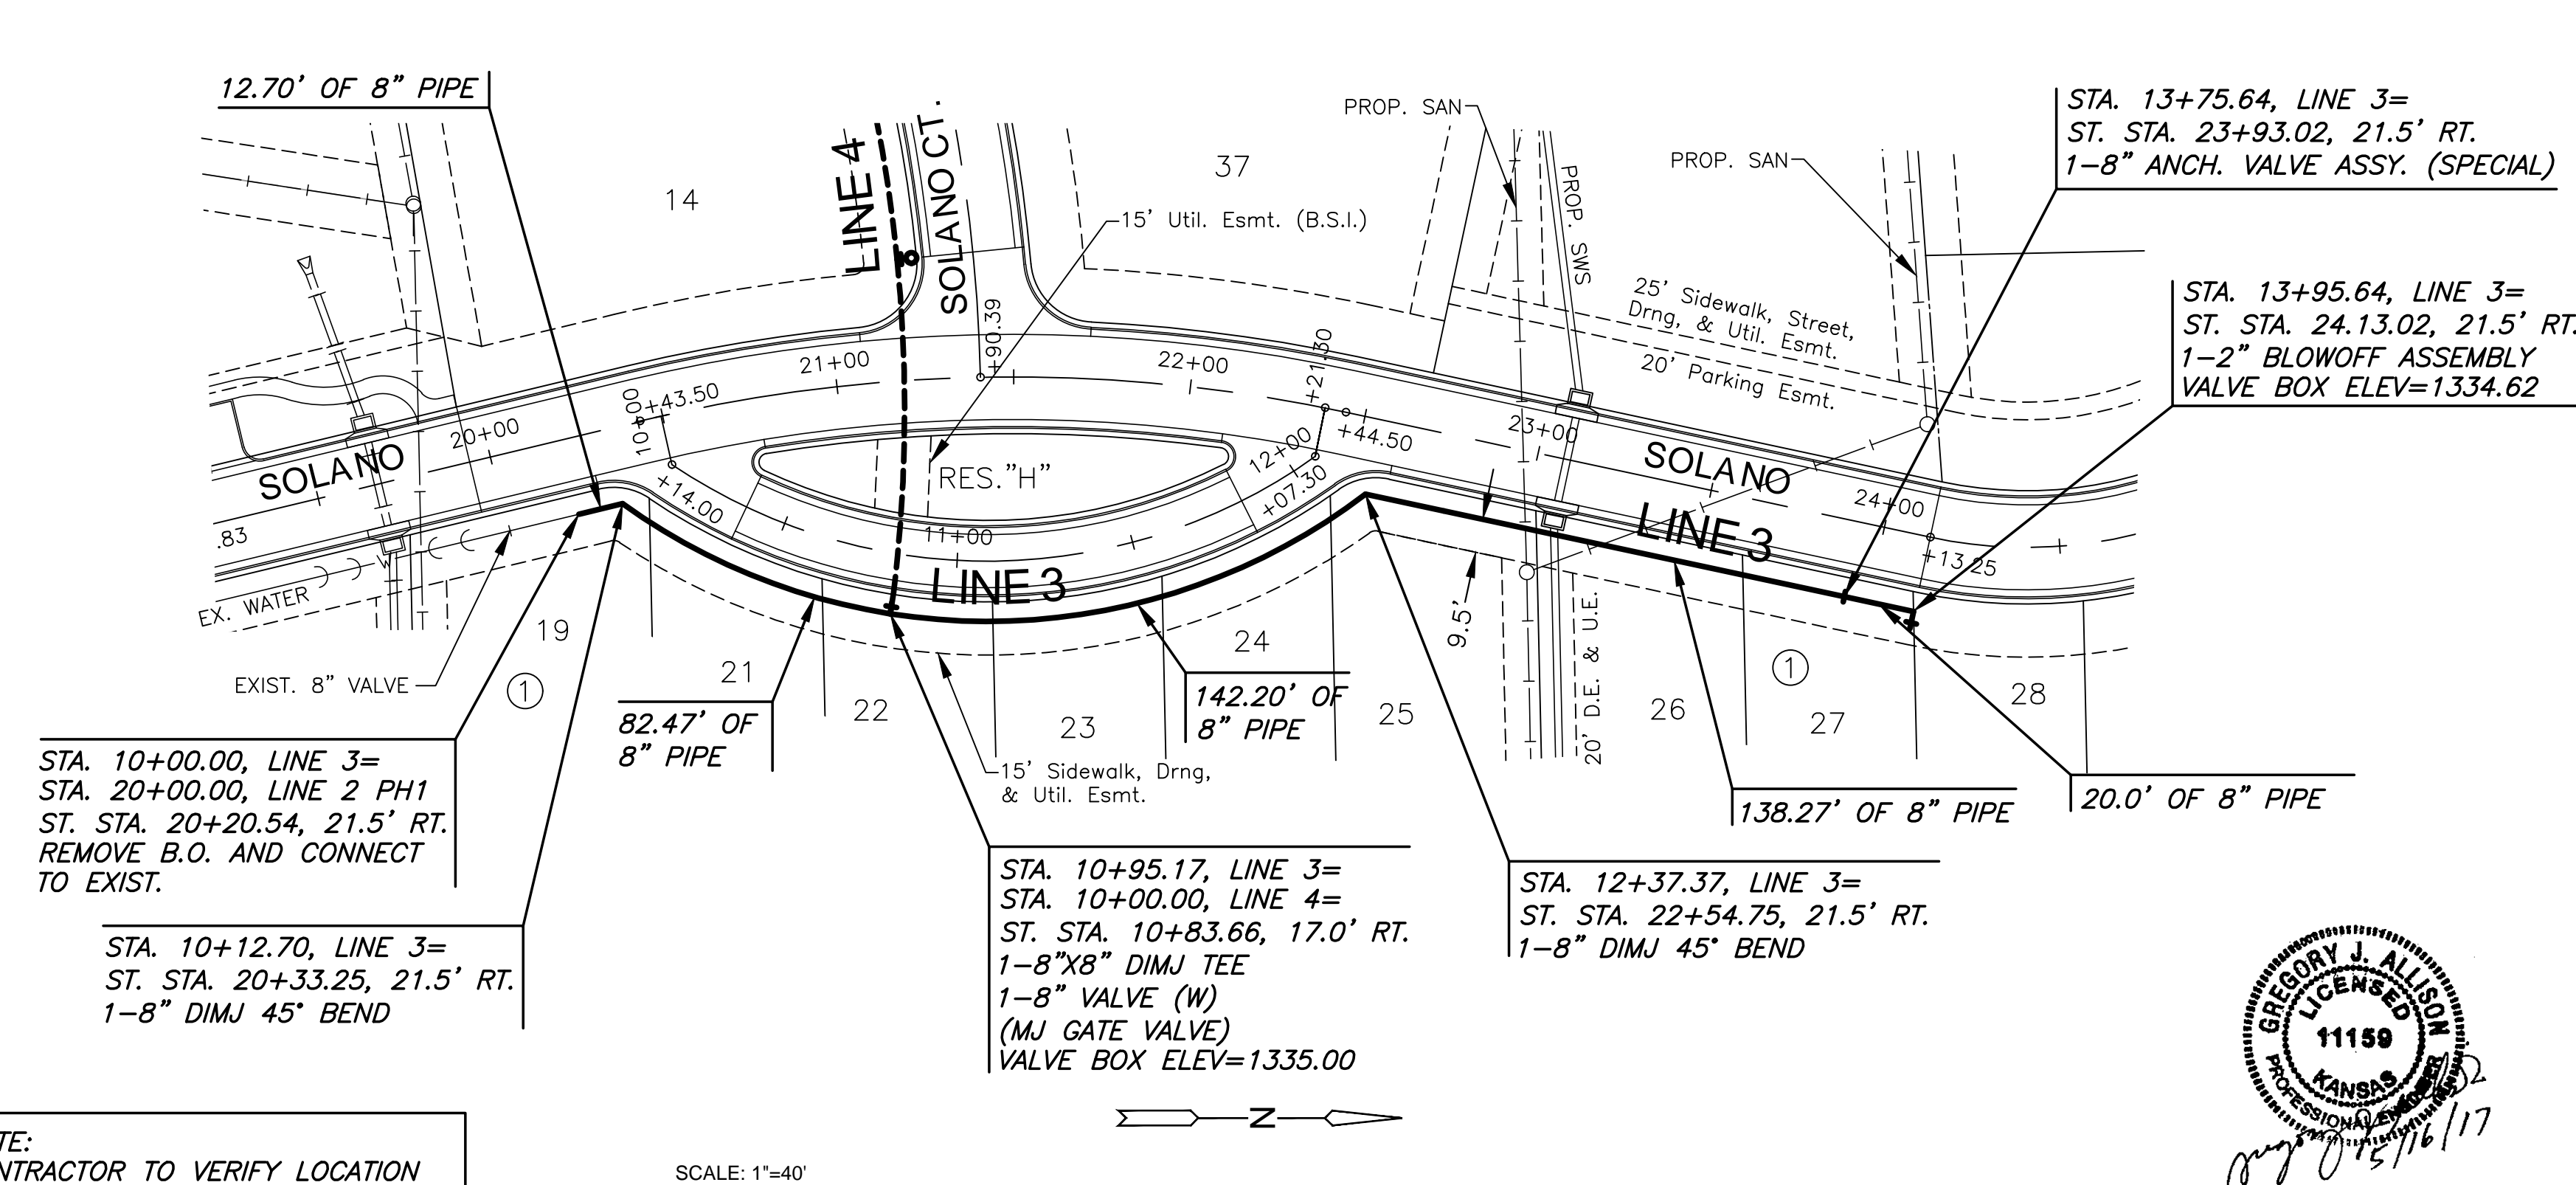 12.70' OF 8" PIPE
PROP. SAN
PROP. SAN
STA. 13+75.64, LINE 3=
ST. STA. 23+93.02, 21.5' RT.
1-8" ANCH. VALVE ASSY. (SPECIAL)
STA. 13+95.64, LINE 3=
ST. STA. 24.13.02, 21.5' RT.
1-2" BLOWOFF ASSEMBLY
VALVE BOX ELEV=1334.62
14
LINE 4
SOLANO CT.
37
15' Util. Esmt. (B.S.I.)
PROP. SWS
25' Sidewalk, Street,
Drng, & Util. Esmt.
20' Parking Esmt.
+90.39
21+00
22+00
+21.30
10+00
+43.50
20+00
+44.50
23+00
12+00
SOLANO
SOLANO
RES."H"
+14.00
+07.30
24+00
.83
11+00
LINE 3
LINE 3
+13.25
EX. WATER
W
19
9.5'
20' D.E. & U.E.
EXIST. 8" VALVE
1
21
22
23
24
25
26
1
27
28
82.47' OF
8" PIPE
142.20' OF
8" PIPE
15' Sidewalk, Drng,
& Util. Esmt.
138.27' OF 8" PIPE
20.0' OF 8" PIPE
STA. 10+00.00, LINE 3=
STA. 20+00.00, LINE 2 PH1
ST. STA. 20+20.54, 21.5' RT.
REMOVE B.O. AND CONNECT
TO EXIST.
STA. 10+12.70, LINE 3=
ST. STA. 20+33.25, 21.5' RT.
1-8" DIMJ 45° BEND
STA. 10+95.17, LINE 3=
STA. 10+00.00, LINE 4=
ST. STA. 10+83.66, 17.0' RT.
1-8"X8" DIMJ TEE
1-8" VALVE (W)
(MJ GATE VALVE)
VALVE BOX ELEV=1335.00
STA. 12+37.37, LINE 3=
ST. STA. 22+54.75, 21.5' RT.
1-8" DIMJ 45° BEND
GREGORY J. ALLISON
LICENSED
11159
KANSAS
PROFESSIONAL ENGINEER
5/16/17
N
SCALE: 1"=40'
TE:
NTRACTOR TO VERIFY LOCATION